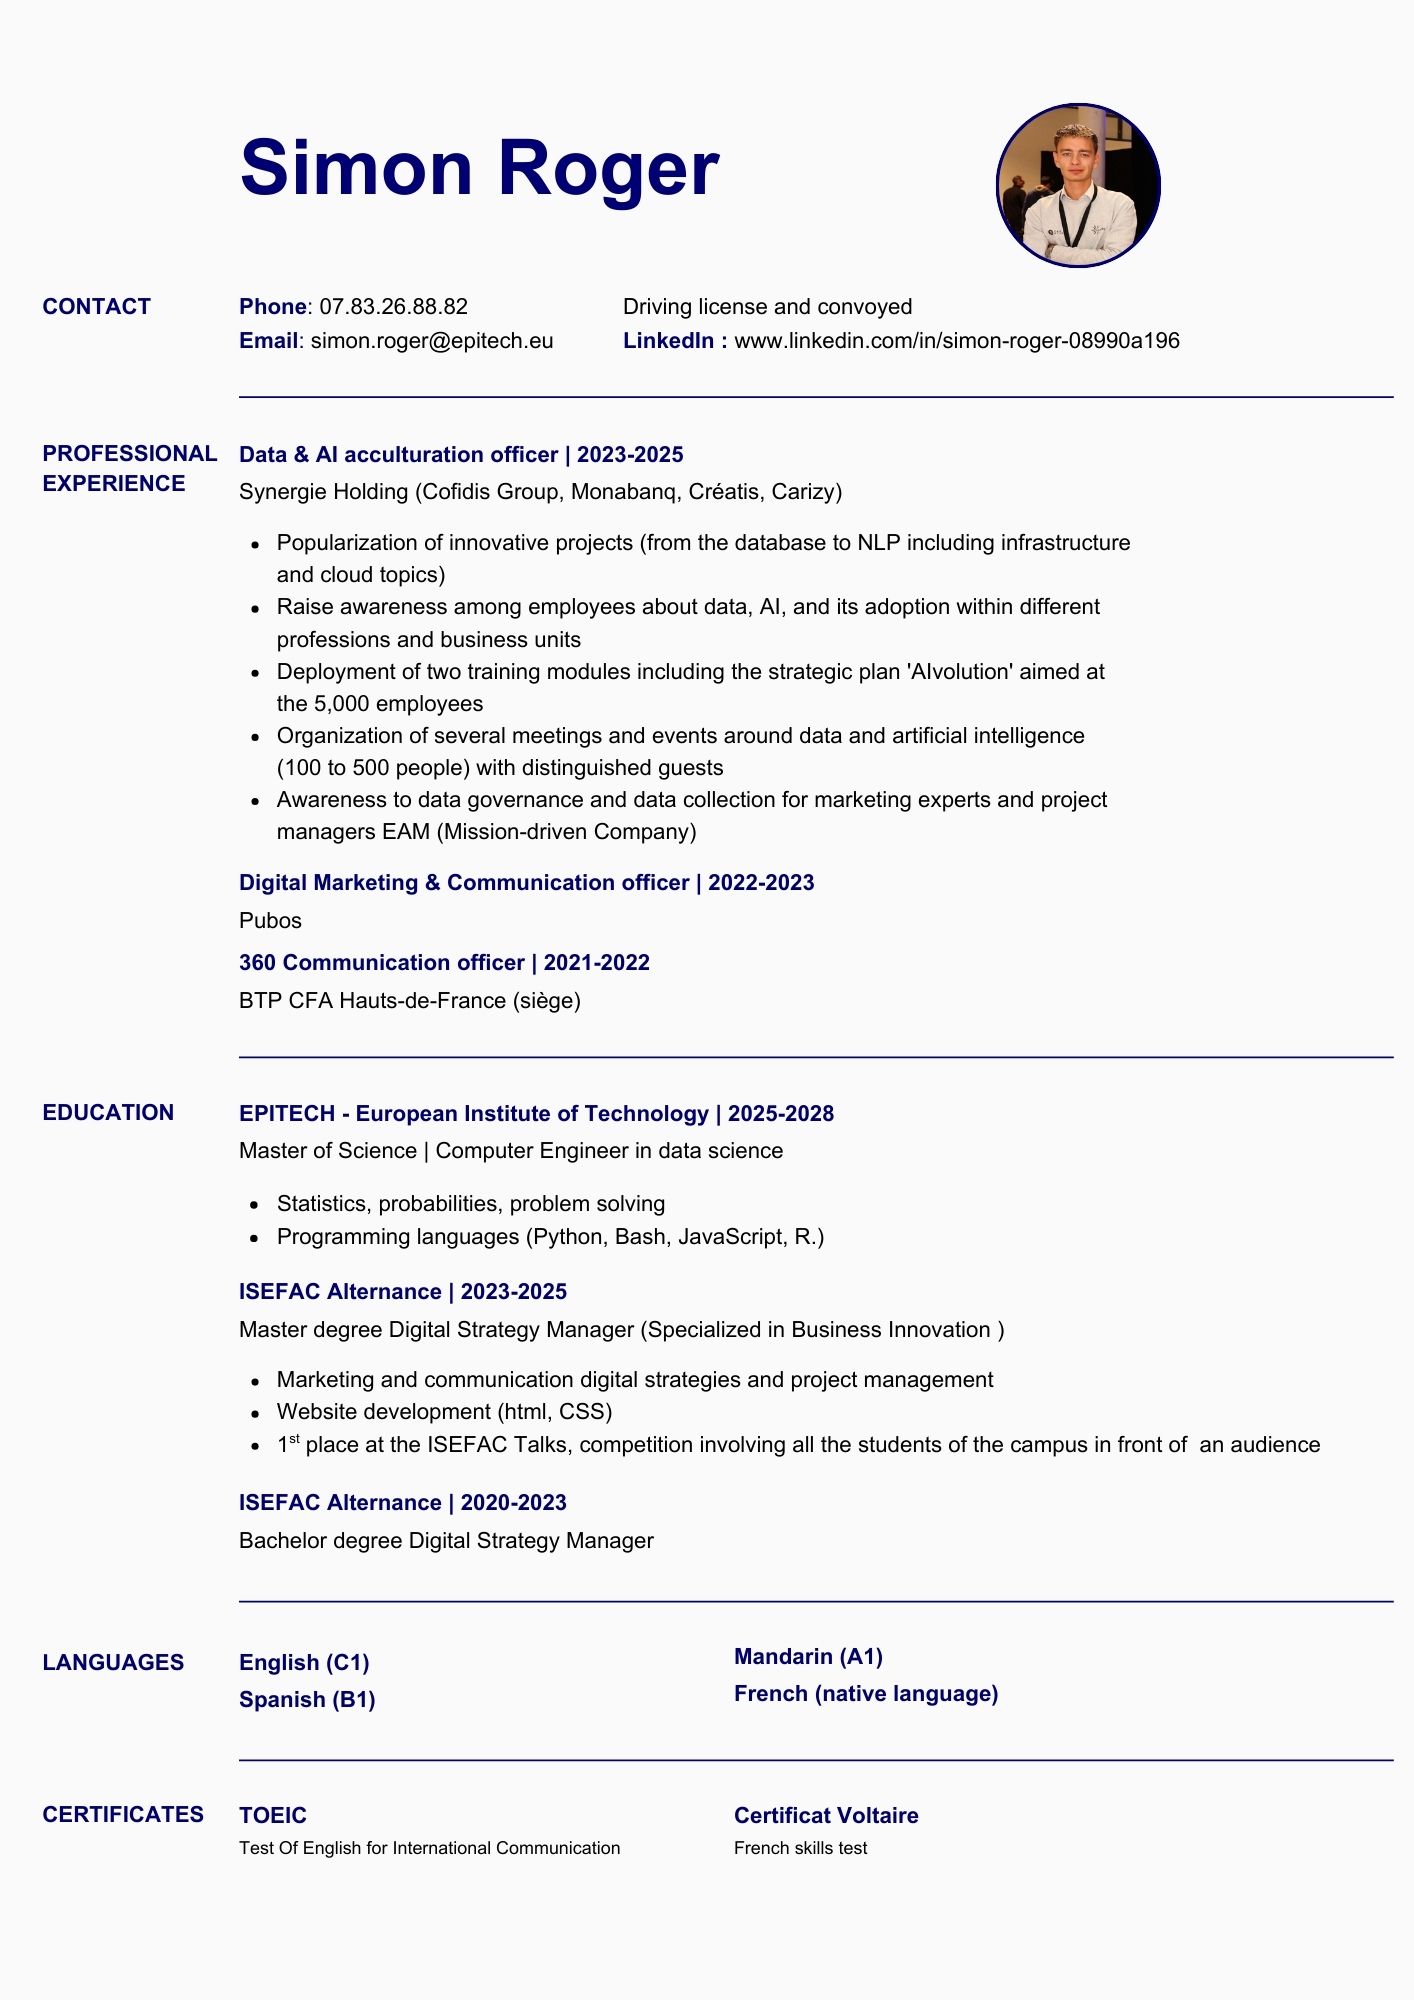 Simon Roger
CONTACT
Phone: 07.83.26.88.82
Driving license and convoyed
Email: simon.roger@epitech.eu
LinkedIn : www.linkedin.com/in/simon-roger-08990a196
PROFESSIONAL
EXPERIENCE
Data & AI acculturation officer | 2023-2025
Synergie Holding (Cofidis Group, Monabanq, Créatis, Carizy)
• Popularization of innovative projects (from the database to NLP including infrastructure
and cloud topics)
• Raise awareness among employees about data, AI, and its adoption within different
professions and business units
• Deployment of two training modules including the strategic plan 'AIvolution' aimed at
the 5,000 employees
• Organization of several meetings and events around data and artificial intelligence
(100 to 500 people) with distinguished guests
• Awareness to data governance and data collection for marketing experts and project
managers EAM (Mission-driven Company)
Digital Marketing & Communication officer | 2022-2023
Pubos
360 Communication officer | 2021-2022
BTP CFA Hauts-de-France (siège)
EDUCATION
EPITECH - European Institute of Technology | 2025-2028
Master of Science | Computer Engineer in data science
• Statistics, probabilities, problem solving
• Programming languages (Python, Bash, JavaScript, R.)
ISEFAC Alternance | 2023-2025
Master degree Digital Strategy Manager (Specialized in Business Innovation )
• Marketing and communication digital strategies and project management
• Website development (html, CSS)
• 1st place at the ISEFAC Talks, competition involving all the students of the campus in front of  an audience
ISEFAC Alternance | 2020-2023
Bachelor degree Digital Strategy Manager
LANGUAGES
English (C1)
Spanish (B1)
Mandarin (A1)
French (native language)
CERTIFICATES
TOEIC
Test Of English for International Communication
Certificat Voltaire
French skills test